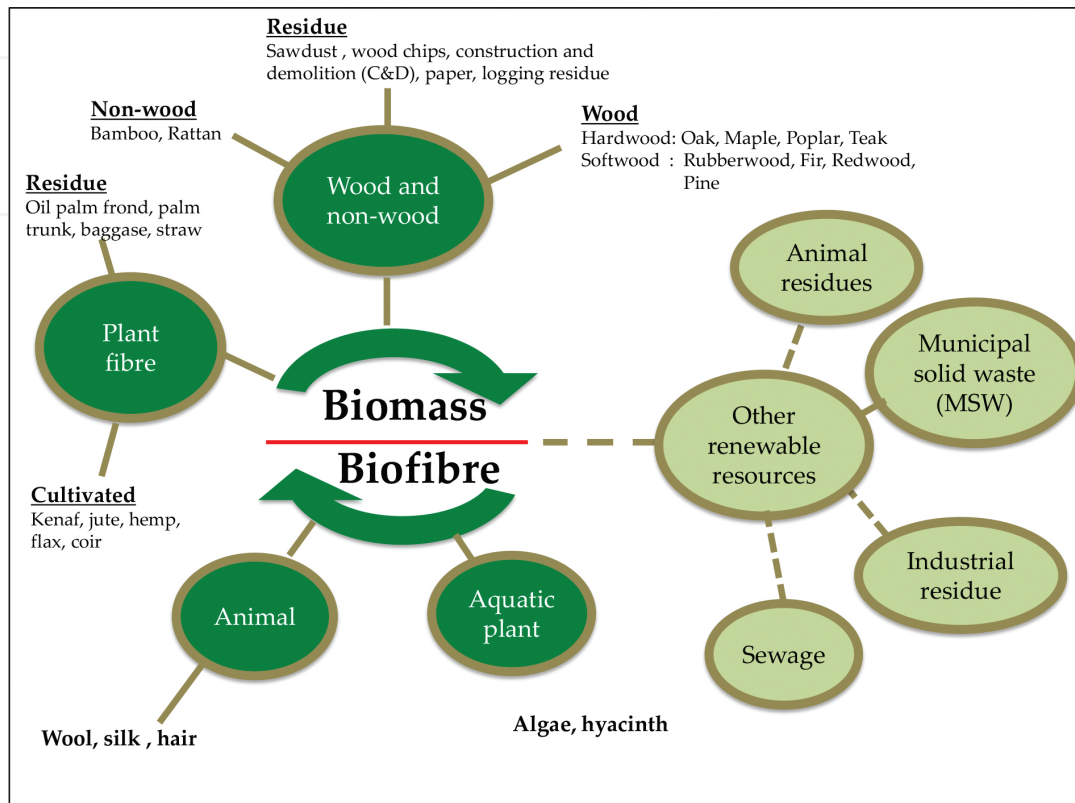 Residue
Sawdust , wood chips, construction and
demolition (C&D), paper, logging residue
Non-wood
Bamboo, Rattan
Wood
Hardwood: Oak, Maple, Poplar, Teak
Softwood : Rubberwood, Fir, Redwood,
Pine
Wood and
non-wood
Residue
Oil palm frond, palm
trunk, baggase, straw
Plant
fibre
Cultivated
Kenaf, jute, hemp,
flax, coir
Biomass
Biofibre
Animal
Wool, silk , hair
Aquatic
plant
Algae, hyacinth
Other
renewable
resources
Animal
residues
Municipal
solid waste
(MSW)
Industrial
residue
Sewage